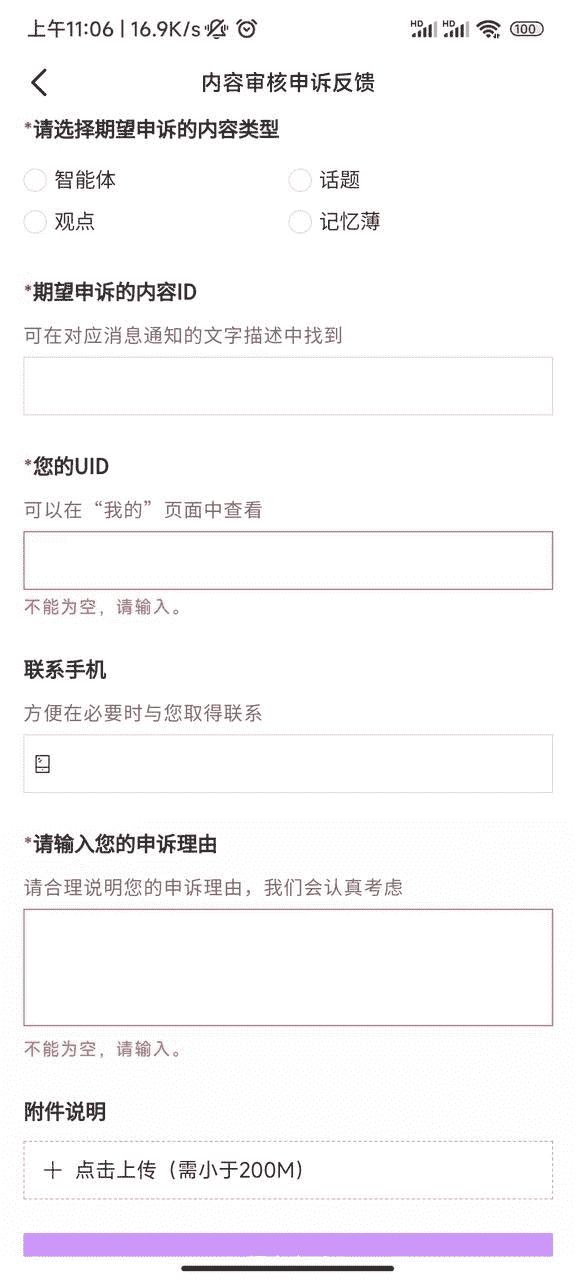 上午11:06 | 16.9K/s
HD HD 100
内容审核申诉反馈
*请选择期望申诉的内容类型
智能体 话题
观点 记忆薄
*期望申诉的内容ID
可在对应消息通知的文字描述中找到
*您的UID
可以在“我的”页面中查看
不能为空，请输入。
联系手机
方便在必要时与您取得联系
*请输入您的申诉理由
请合理说明您的申诉理由，我们会认真考虑
不能为空，请输入。
附件说明
＋ 点击上传（需小于200M）